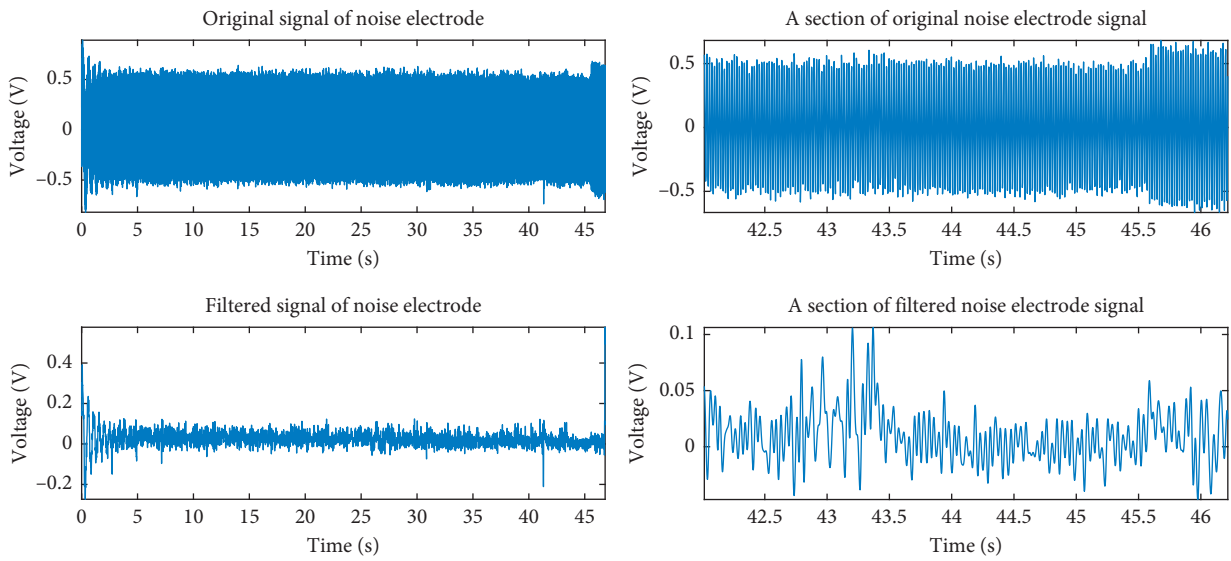 Original signal of noise electrode
0.5
0
−0.5
Voltage (V)
0 5 10 15 20 25 30 35 40 45
Time (s)
A section of original noise electrode signal
0.5
0
−0.5
Voltage (V)
42.5 43 43.5 44 44.5 45 45.5 46
Time (s)
Filtered signal of noise electrode
0.4
0.2
0
−0.2
Voltage (V)
0 5 10 15 20 25 30 35 40 45
Time (s)
A section of filtered noise electrode signal
0.1
0.05
0
Voltage (V)
42.5 43 43.5 44 44.5 45 45.5 46
Time (s)